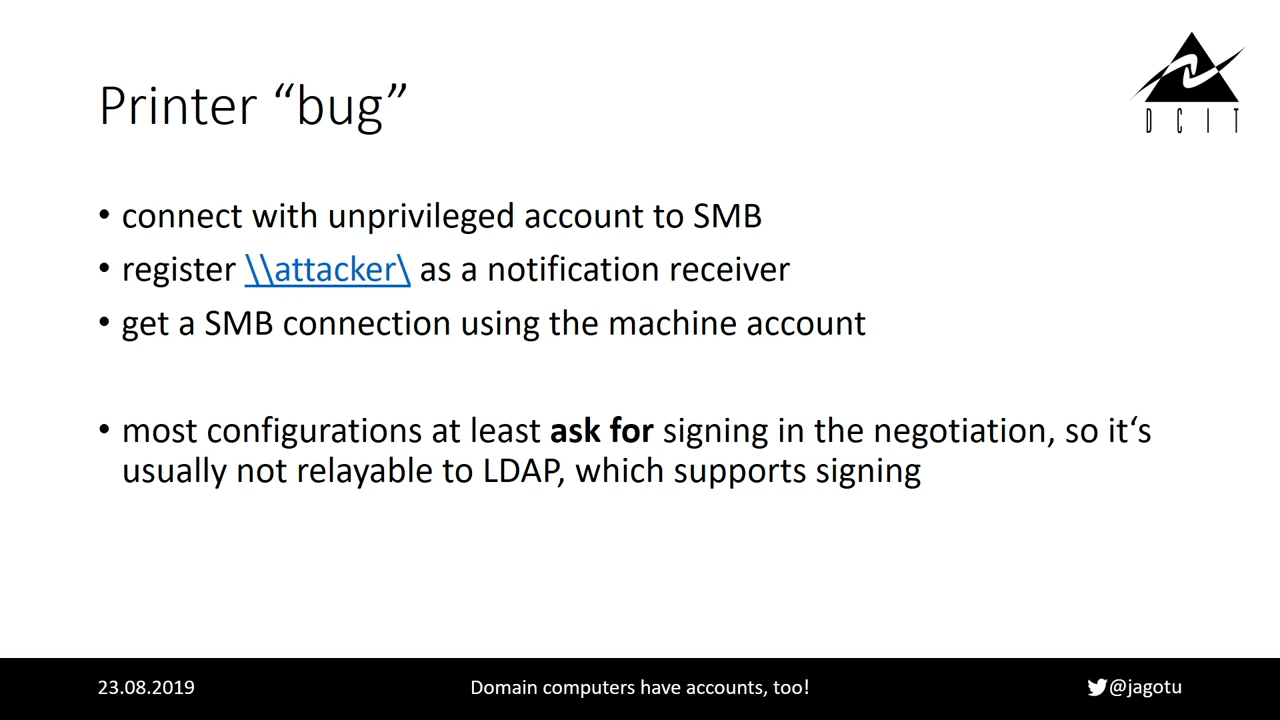 Printer “bug”
DCIT
• connect with unprivileged account to SMB
• register \\attacker\ as a notification receiver
• get a SMB connection using the machine account
• most configurations at least ask for signing in the negotiation, so it‘s
usually not relayable to LDAP, which supports signing
23.08.2019
Domain computers have accounts, too!
@jagotu